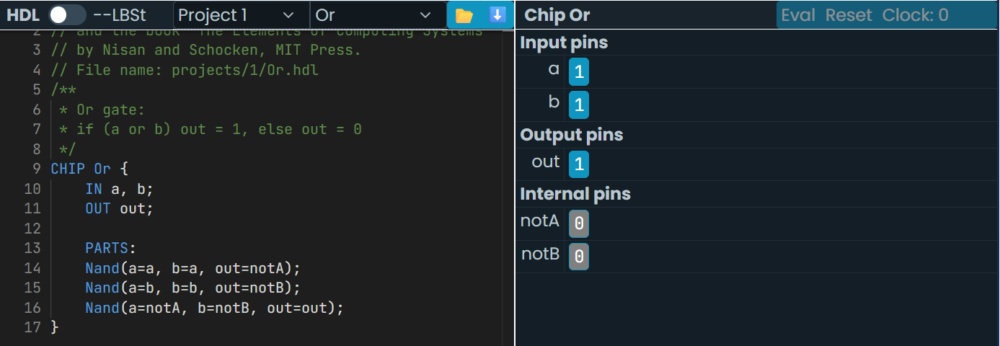 HDL --LBSt Project 1 Or
2 // and the book "The Elements of Computing Systems"
3 // by Nisan and Schocken, MIT Press.
4 // File name: projects/1/Or.hdl
5 /**
6 * Or gate:
7 * if (a or b) out = 1, else out = 0
8 */
9 CHIP Or {
10 IN a, b;
11 OUT out;
12
13 PARTS:
14 Nand(a=a, b=a, out=notA);
15 Nand(a=b, b=b, out=notB);
16 Nand(a=notA, b=notB, out=out);
17 }
Chip Or Eval Reset Clock: 0
Input pins
a 1
b 1
Output pins
out 1
Internal pins
notA 0
notB 0